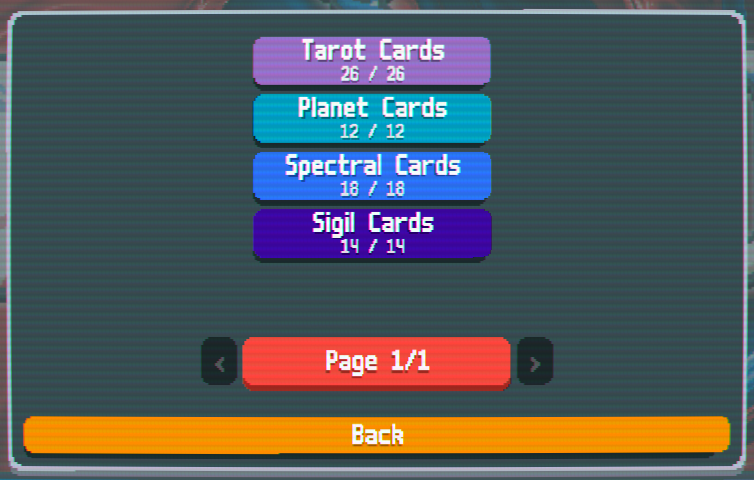 Tarot Cards
26 / 26
Planet Cards
12 / 12
Spectral Cards
18 / 18
Sigil Cards
14 / 14
< Page 1/1 >
Back